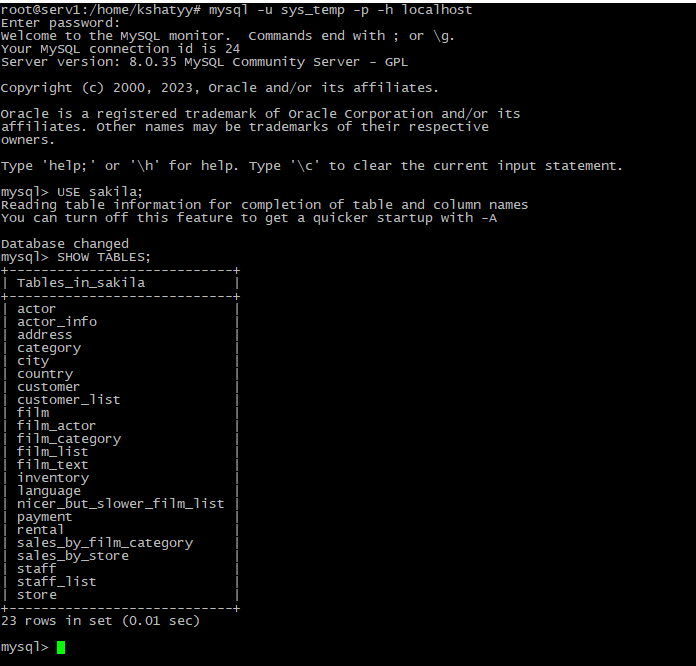 root@serv1:/home/kshatyy# mysql -u sys_temp -p -h localhost
Enter password:
Welcome to the MySQL monitor.  Commands end with ; or \g.
Your MySQL connection id is 24
Server version: 8.0.35 MySQL Community Server - GPL
Copyright (c) 2000, 2023, Oracle and/or its affiliates.
Oracle is a registered trademark of Oracle Corporation and/or its
affiliates. Other names may be trademarks of their respective
owners.
Type 'help;' or '\h' for help. Type '\c' to clear the current input statement.
mysql> USE sakila;
Reading table information for completion of table and column names
You can turn off this feature to get a quicker startup with -A
Database changed
mysql> SHOW TABLES;
+----------------------------+
| Tables_in_sakila           |
+----------------------------+
| actor                      |
| actor_info                 |
| address                    |
| category                   |
| city                       |
| country                    |
| customer                   |
| customer_list              |
| film                       |
| film_actor                 |
| film_category              |
| film_list                  |
| film_text                  |
| inventory                  |
| language                   |
| nicer_but_slower_film_list |
| payment                    |
| rental                     |
| sales_by_film_category     |
| sales_by_store             |
| staff                      |
| staff_list                 |
| store                      |
+----------------------------+
23 rows in set (0.01 sec)
mysql>